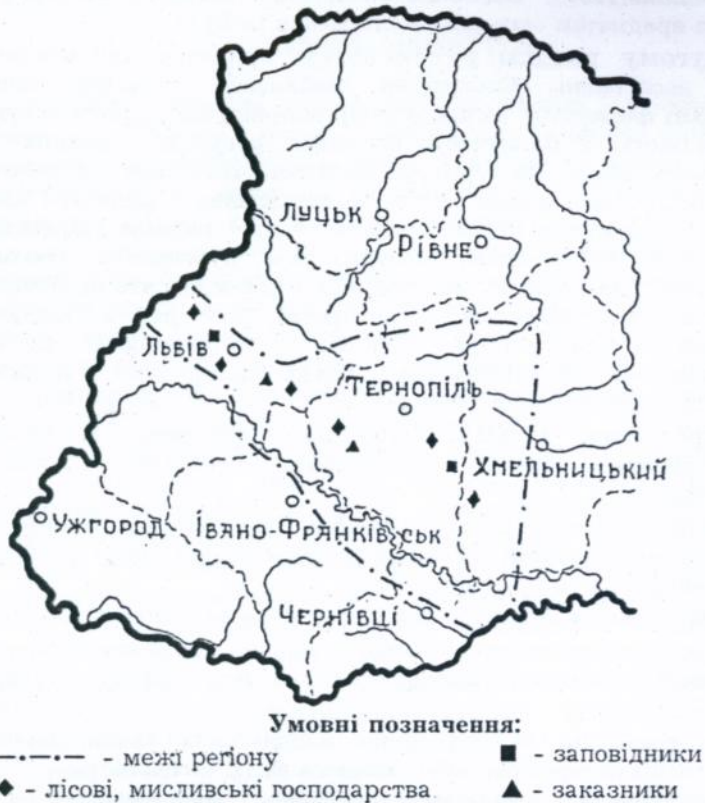 ЛУЦЬК
РІВНЕ
ЛЬВІВ
ТЕРНОПІЛЬ
ХМЕЛЬНИЦЬКИЙ
УЖГОРОД
ІВАНО-ФРАНКІВСЬК
ЧЕРНІВЦІ
Умовні позначення:
- межі регіону
- заповідники
- лісові, мисливські господарства
- заказники